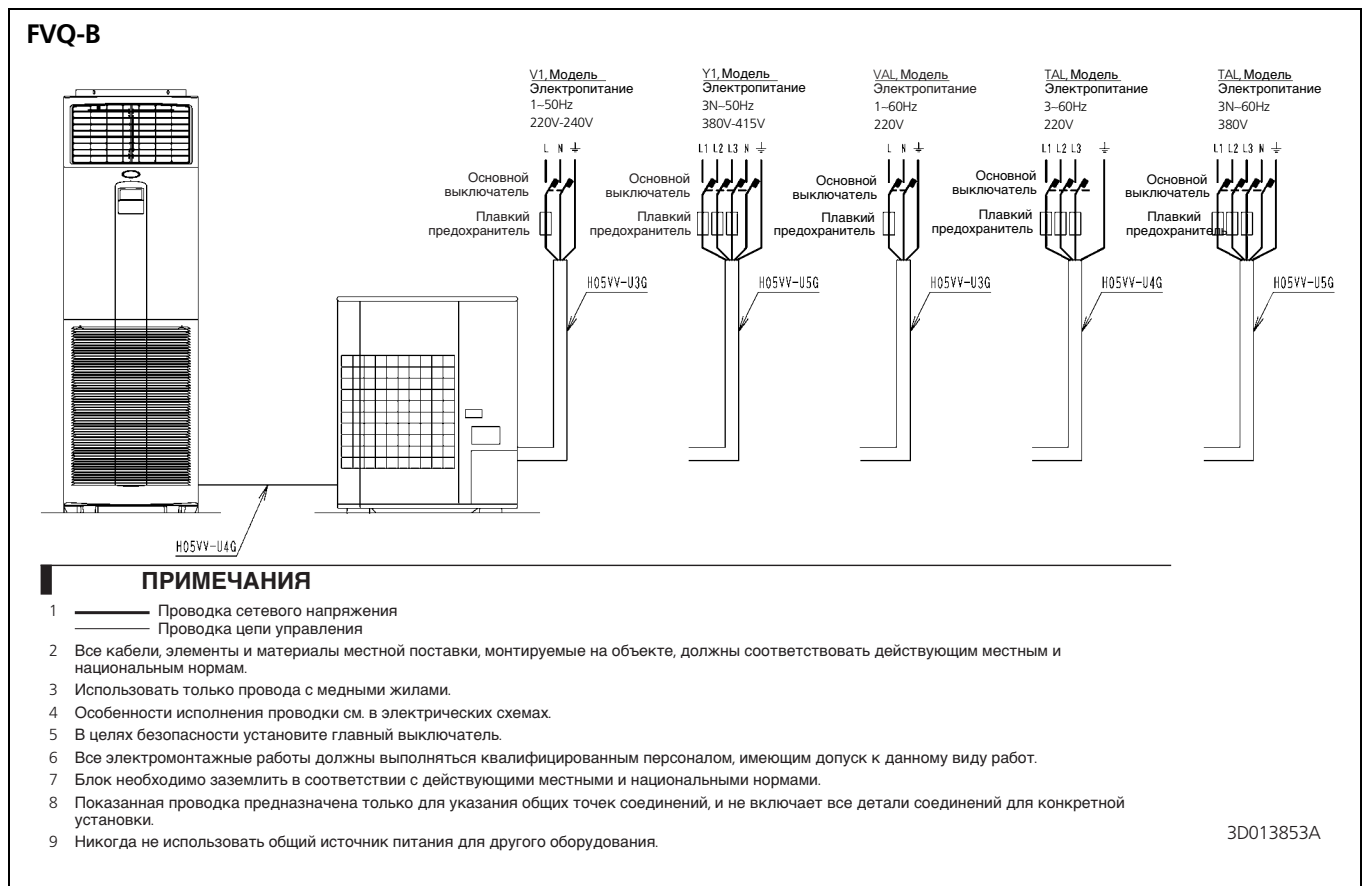 FVQ-B
V1, Модель
Электропитание
1~50Hz
220V-240V
L N ⏚
Основной
выключатель
Плавкий
предохранитель
H05VV-U3G
Y1, Модель
Электропитание
3N~50Hz
380V-415V
L1 L2 L3 N ⏚
Основной
выключатель
Плавкий
предохранитель
H05VV-U5G
VAL, Модель
Электропитание
1~60Hz
220V
L N ⏚
Основной
выключатель
Плавкий
предохранитель
H05VV-U3G
TAL, Модель
Электропитание
3~60Hz
220V
L1 L2 L3 ⏚
Основной
выключатель
Плавкий
предохранитель
H05VV-U4G
TAL, Модель
Электропитание
3N~60Hz
380V
L1 L2 L3 N ⏚
Основной
выключатель
Плавкий
предохранитель
H05VV-U5G
H05VV-U4G
ПРИМЕЧАНИЯ
1 Проводка сетевого напряжения
Проводка цепи управления
2 Все кабели, элементы и материалы местной поставки, монтируемые на объекте, должны соответствовать действующим местным и
национальным нормам.
3 Использовать только провода с медными жилами.
4 Особенности исполнения проводки см. в электрических схемах.
5 В целях безопасности установите главный выключатель.
6 Все электромонтажные работы должны выполняться квалифицированным персоналом, имеющим допуск к данному виду работ.
7 Блок необходимо заземлить в соответствии с действующими местными и национальными нормами.
8 Показанная проводка предназначена только для указания общих точек соединений, и не включает все детали соединений для конкретной
установки.
9 Никогда не использовать общий источник питания для другого оборудования.
3D013853A